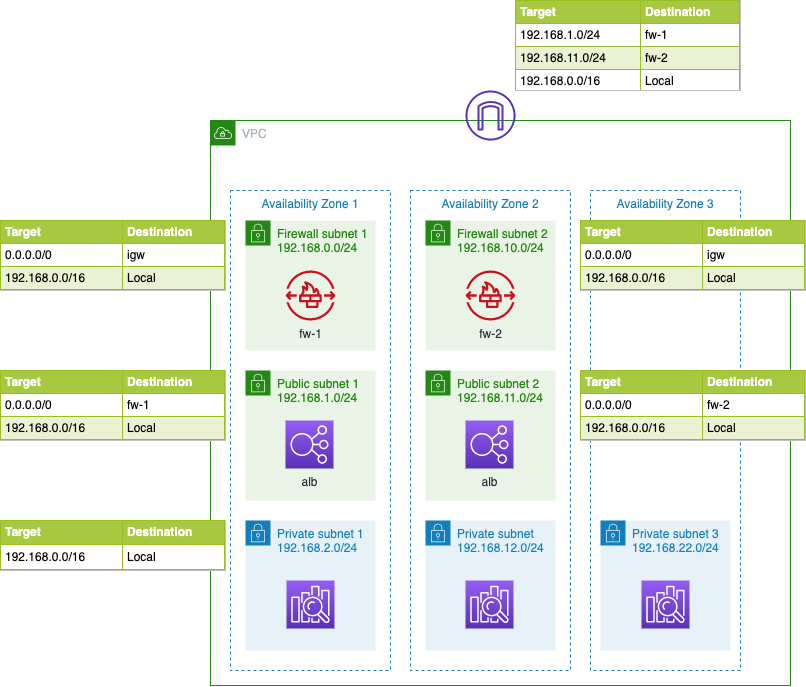 Target Destination
192.168.1.0/24 fw-1
192.168.11.0/24 fw-2
192.168.0.0/16 Local
VPC
Availability Zone 1
Availability Zone 2
Availability Zone 3
Target Destination
0.0.0.0/0 igw
192.168.0.0/16 Local
Firewall subnet 1
192.168.0.0/24
fw-1
Firewall subnet 2
192.168.10.0/24
fw-2
Target Destination
0.0.0.0/0 igw
192.168.0.0/16 Local
Target Destination
0.0.0.0/0 fw-1
192.168.0.0/16 Local
Public subnet 1
192.168.1.0/24
alb
Public subnet 2
192.168.11.0/24
alb
Target Destination
0.0.0.0/0 fw-2
192.168.0.0/16 Local
Target Destination
192.168.0.0/16 Local
Private subnet 1
192.168.2.0/24
Private subnet
192.168.12.0/24
Private subnet 3
192.168.22.0/24